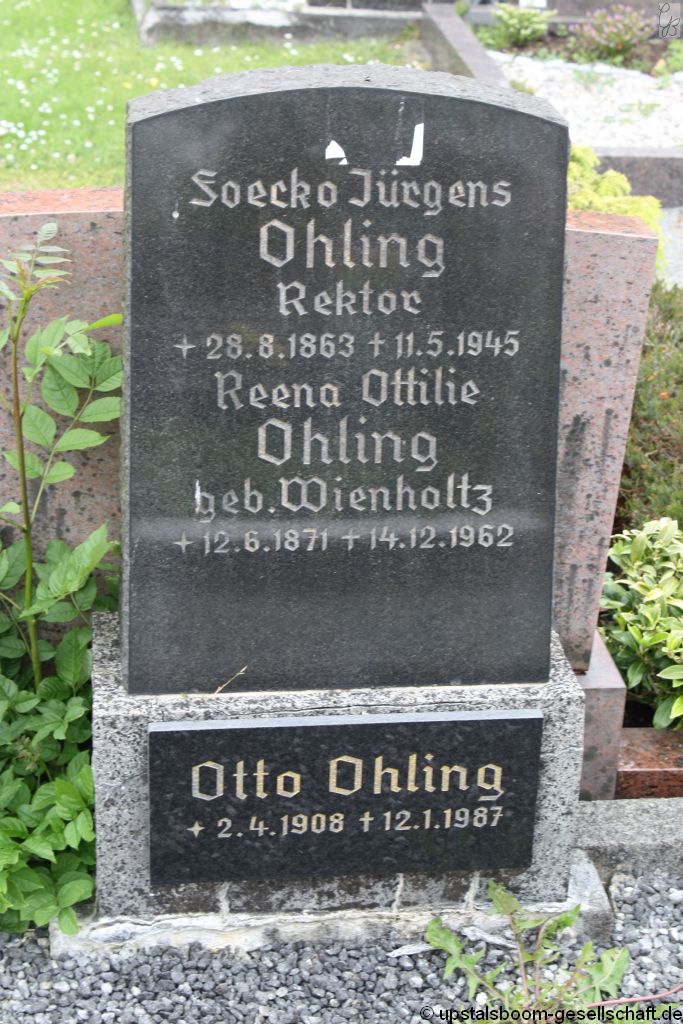 Soecko Jürgens
Ohling
Rektor
✦ 28.8.1863 ✝ 11.5.1945
Reena Ottilie
Ohling
geb. Wienholtz
✦ 12.6.1871 ✝ 14.12.1962
Otto Ohling
✦ 2.4.1908 ✝ 12.1.1987
© upstalsboom-gesellschaft.de